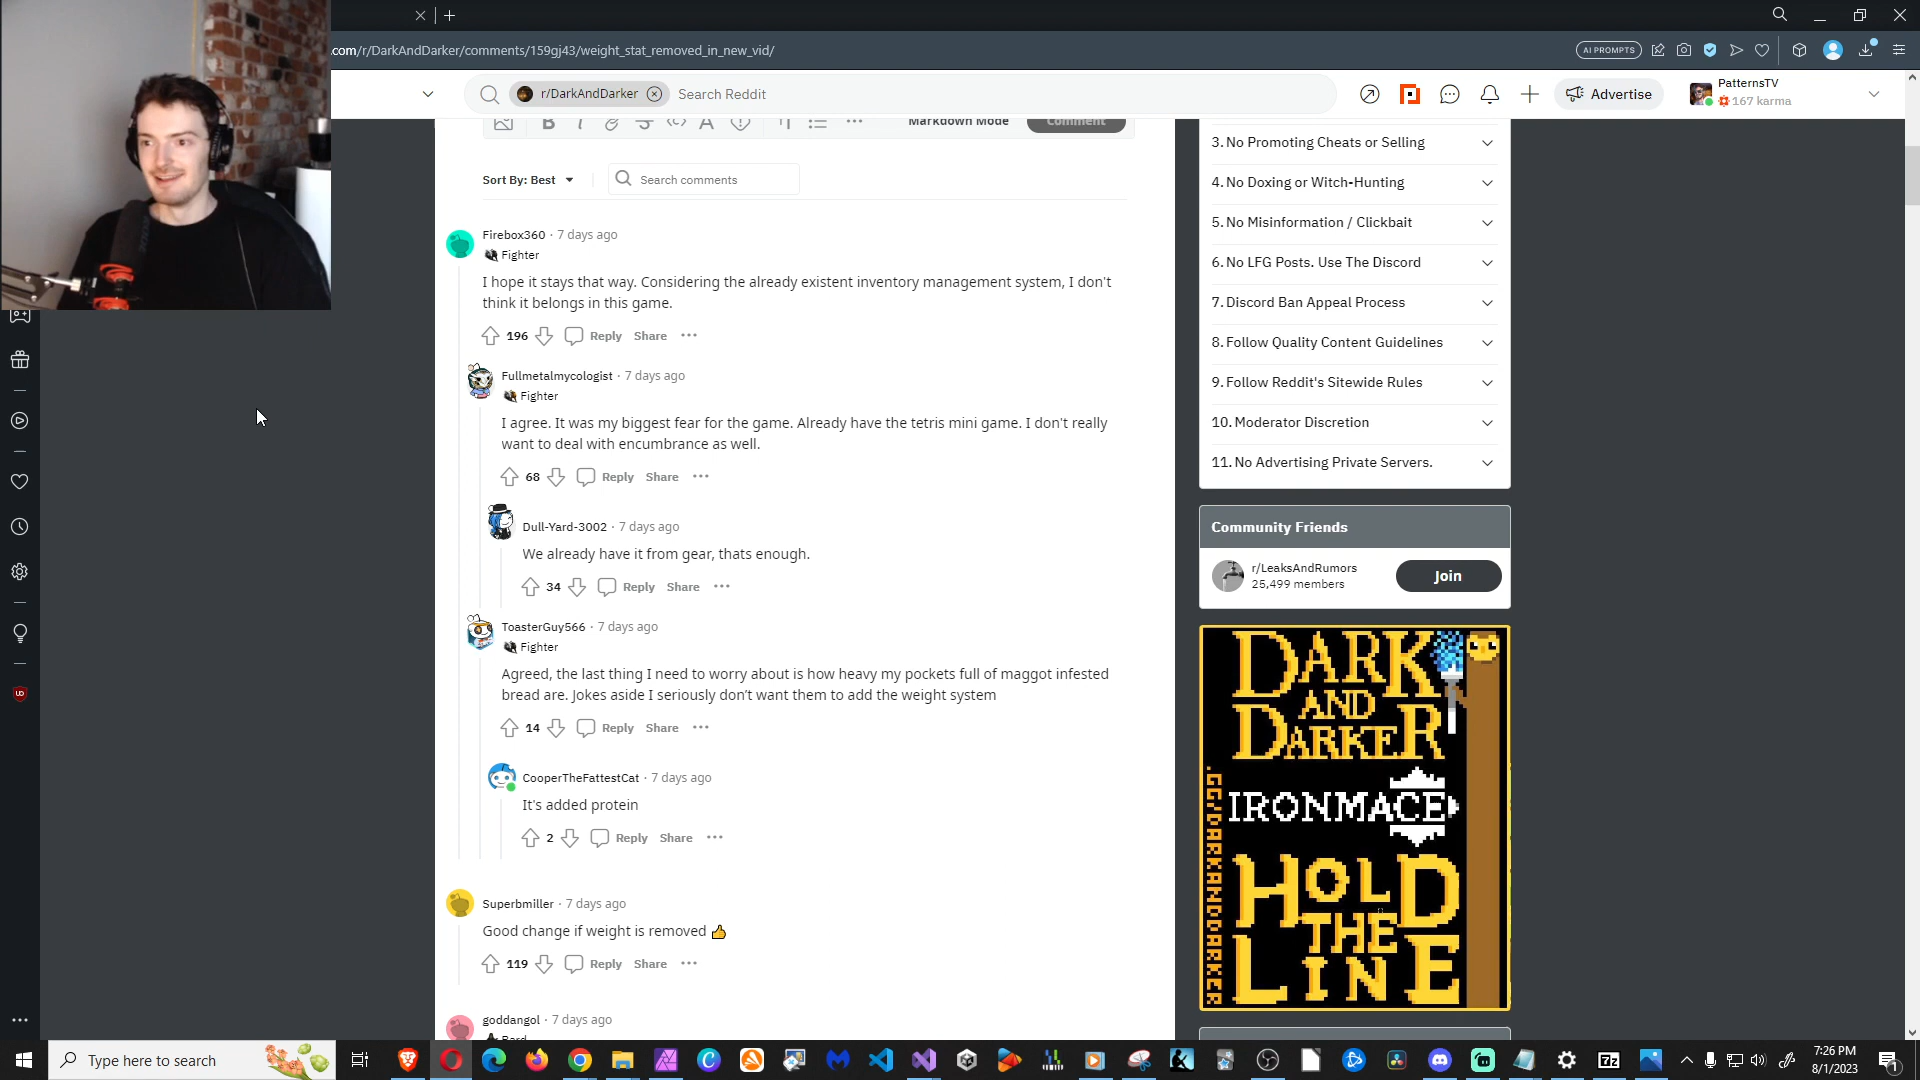 .com/r/DarkAndDarker/comments/159gj43/weight_stat_removed_in_new_vid/
AI PROMPTS
r/DarkAndDarker
Search Reddit
Advertise
PatternsTV
167 karma
Markdown Mode
Comment
Sort By: Best
Search comments
Firebox360 · 7 days ago
Fighter
I hope it stays that way. Considering the already existent inventory management system, I don't
think it belongs in this game.
196
Reply
Share
Fullmetalmycologist · 7 days ago
Fighter
I agree. It was my biggest fear for the game. Already have the tetris mini game. I don't really
want to deal with encumbrance as well.
68
Reply
Share
Dull-Yard-3002 · 7 days ago
We already have it from gear, thats enough.
34
Reply
Share
ToasterGuy566 · 7 days ago
Fighter
Agreed, the last thing I need to worry about is how heavy my pockets full of maggot infested
bread are. Jokes aside I seriously don’t want them to add the weight system
14
Reply
Share
CooperTheFattestCat · 7 days ago
It's added protein
2
Reply
Share
Superbmiller · 7 days ago
Good change if weight is removed 👍
119
Reply
Share
goddangol · 7 days ago
Bard
3. No Promoting Cheats or Selling
4. No Doxing or Witch-Hunting
5. No Misinformation / Clickbait
6. No LFG Posts. Use The Discord
7. Discord Ban Appeal Process
8. Follow Quality Content Guidelines
9. Follow Reddit's Sitewide Rules
10. Moderator Discretion
11. No Advertising Private Servers.
Community Friends
r/LeaksAndRumors
25,499 members
Join
DARK
AND
DARKER
IRONMACE
HOLD
THE
LINE
.GG/DARKANDDARKER
Type here to search
7:26 PM
8/1/2023